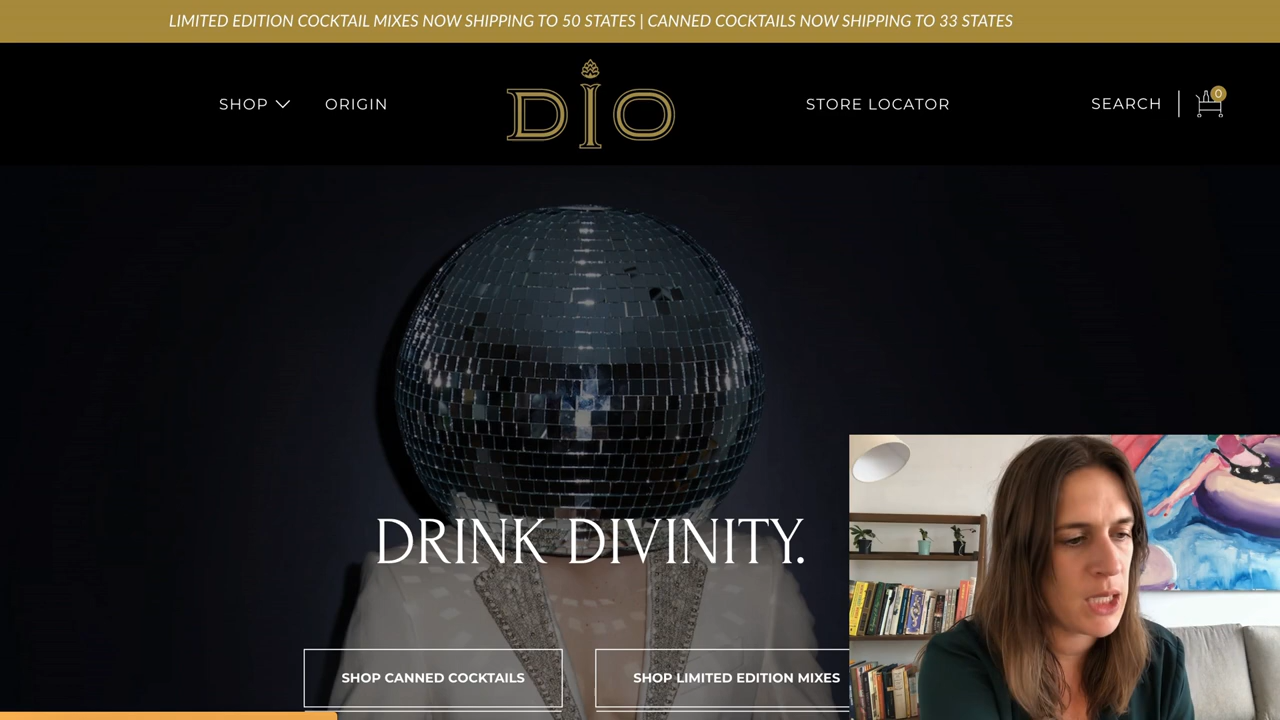 LIMITED EDITION COCKTAIL MIXES NOW SHIPPING TO 50 STATES | CANNED COCKTAILS NOW SHIPPING TO 33 STATES
SHOP ORIGIN DIO STORE LOCATOR SEARCH 0
DRINK DIVINITY.
SHOP CANNED COCKTAILS SHOP LIMITED EDITION MIXES